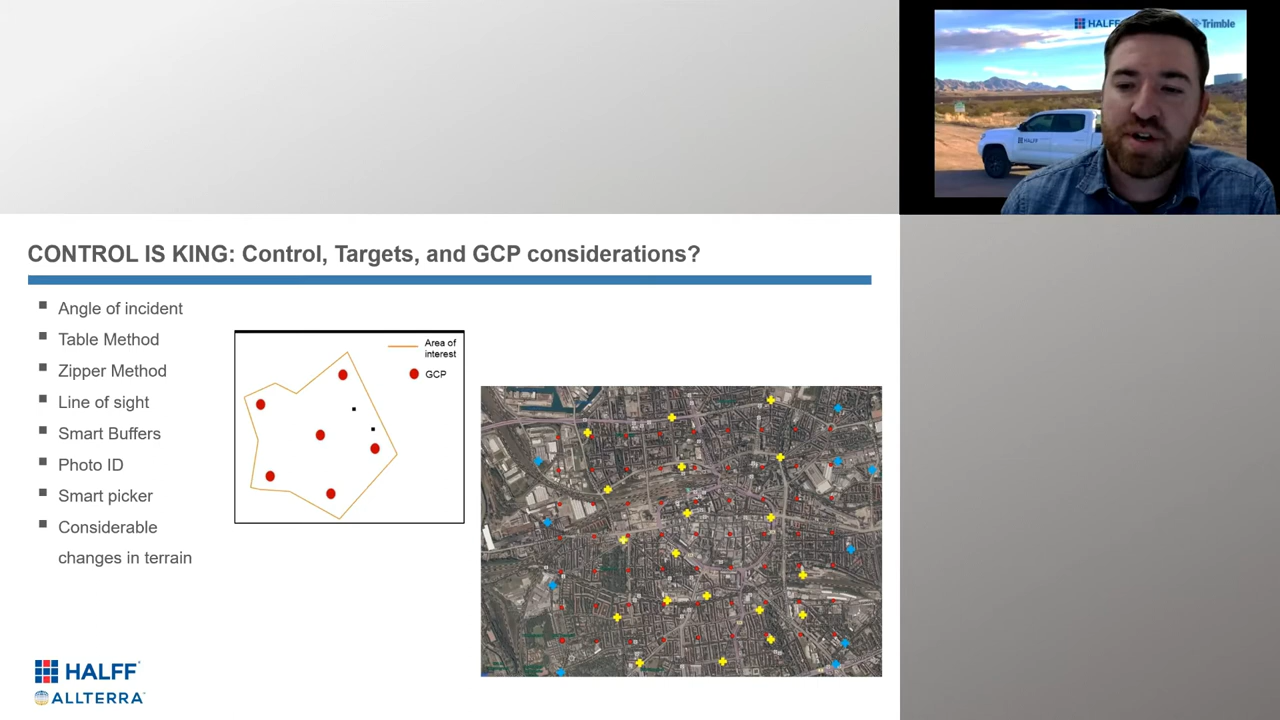 HALFF
Trimble
HALFF
CONTROL IS KING: Control, Targets, and GCP considerations?
Angle of incident
Table Method
Zipper Method
Line of sight
Smart Buffers
Photo ID
Smart picker
Considerable
changes in terrain
Area of
interest
GCP
HALFF
ALLTERRA